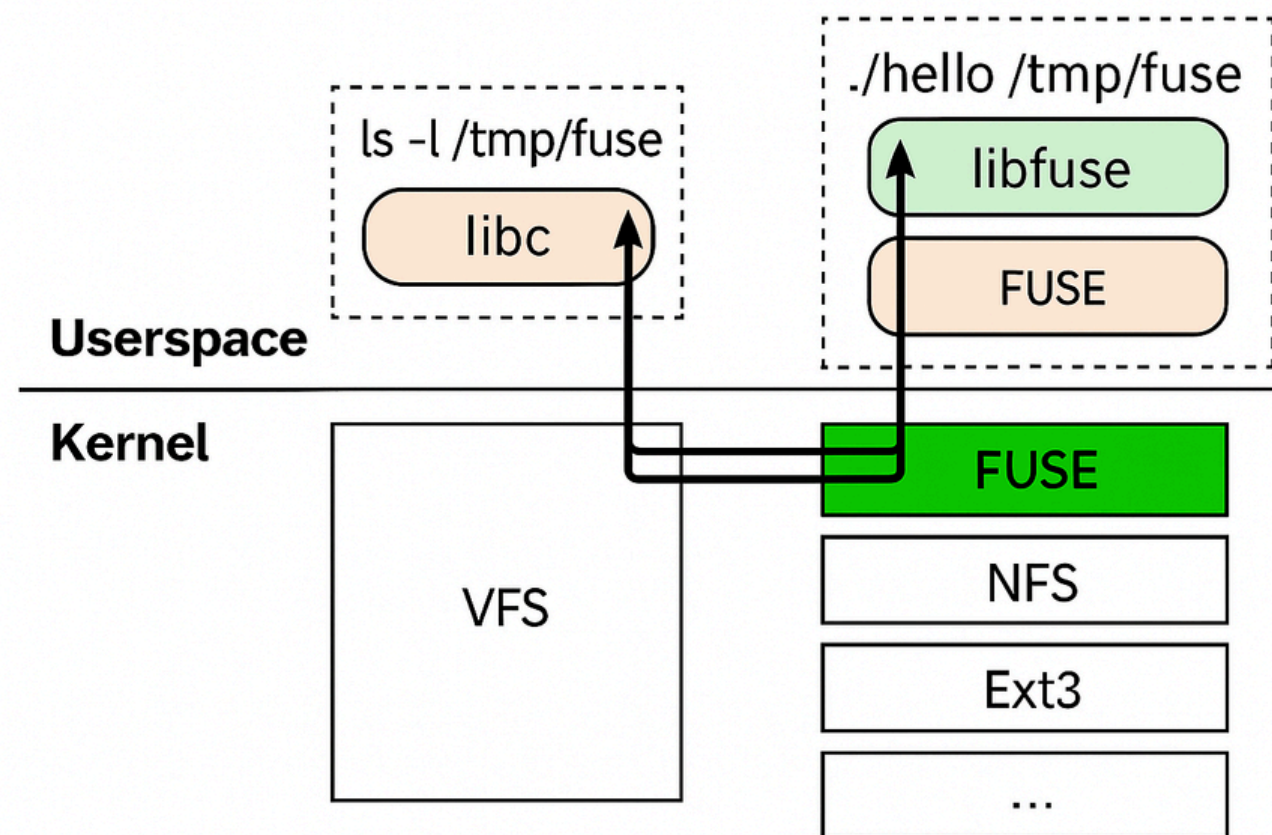 ./hello /tmp/fuse
ls -l /tmp/fuse
libfuse
libc
FUSE
Userspace
Kernel
FUSE
NFS
VFS
Ext3
...